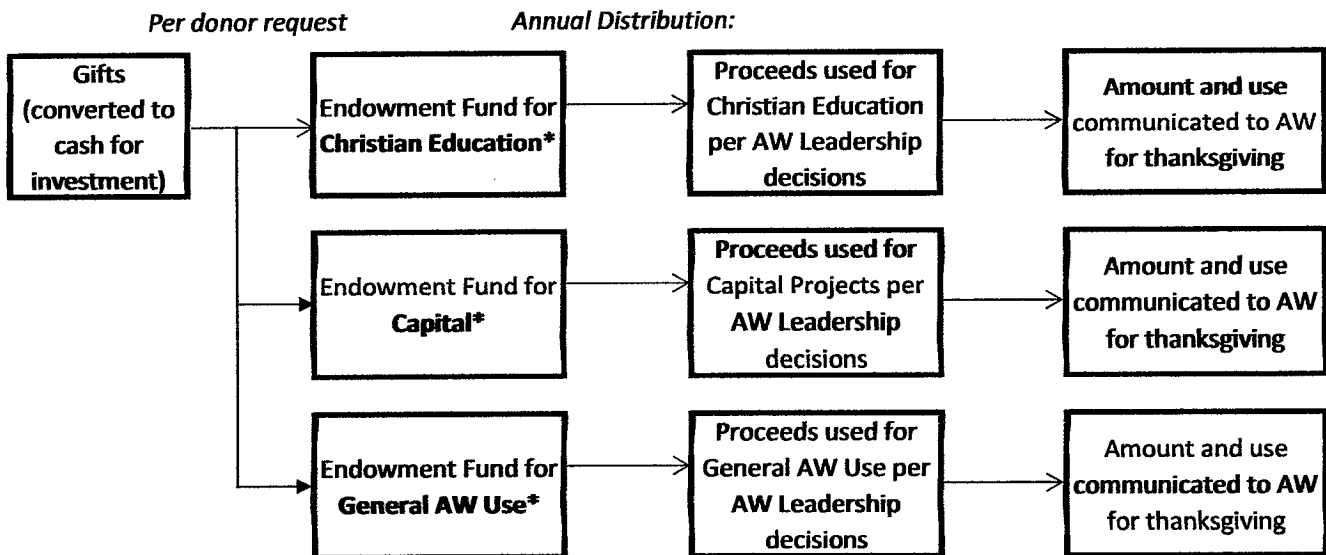 Per donor request
Annual Distribution:
Gifts
(converted to
cash for
investment)
Endowment Fund for
Christian Education*
Proceeds used for
Christian Education
per AW Leadership
decisions
Amount and use
communicated to AW
for thanksgiving
Endowment Fund for
Capital*
Proceeds used for
Capital Projects per
AW Leadership
decisions
Amount and use
communicated to AW
for thanksgiving
Endowment Fund for
General AW Use*
Proceeds used for
General AW Use per
AW Leadership
decisions
Amount and use
communicated to AW
for thanksgiving